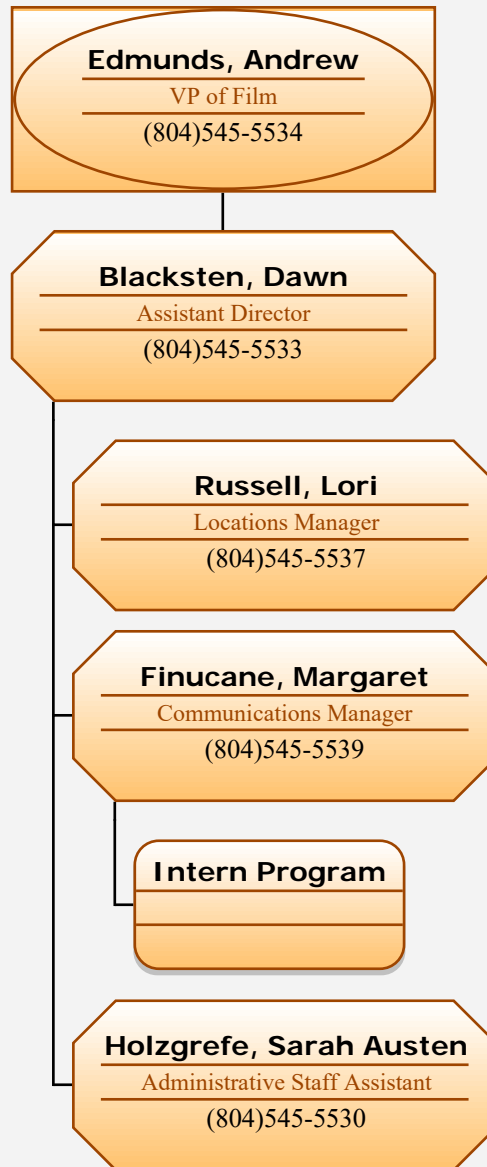 Edmunds, Andrew
VP of Film
(804)545-5534
Blacksten, Dawn
Assistant Director
(804)545-5533
Russell, Lori
Locations Manager
(804)545-5537
Finucane, Margaret
Communications Manager
(804)545-5539
Intern Program
Holzgrefe, Sarah Austen
Administrative Staff Assistant
(804)545-5530